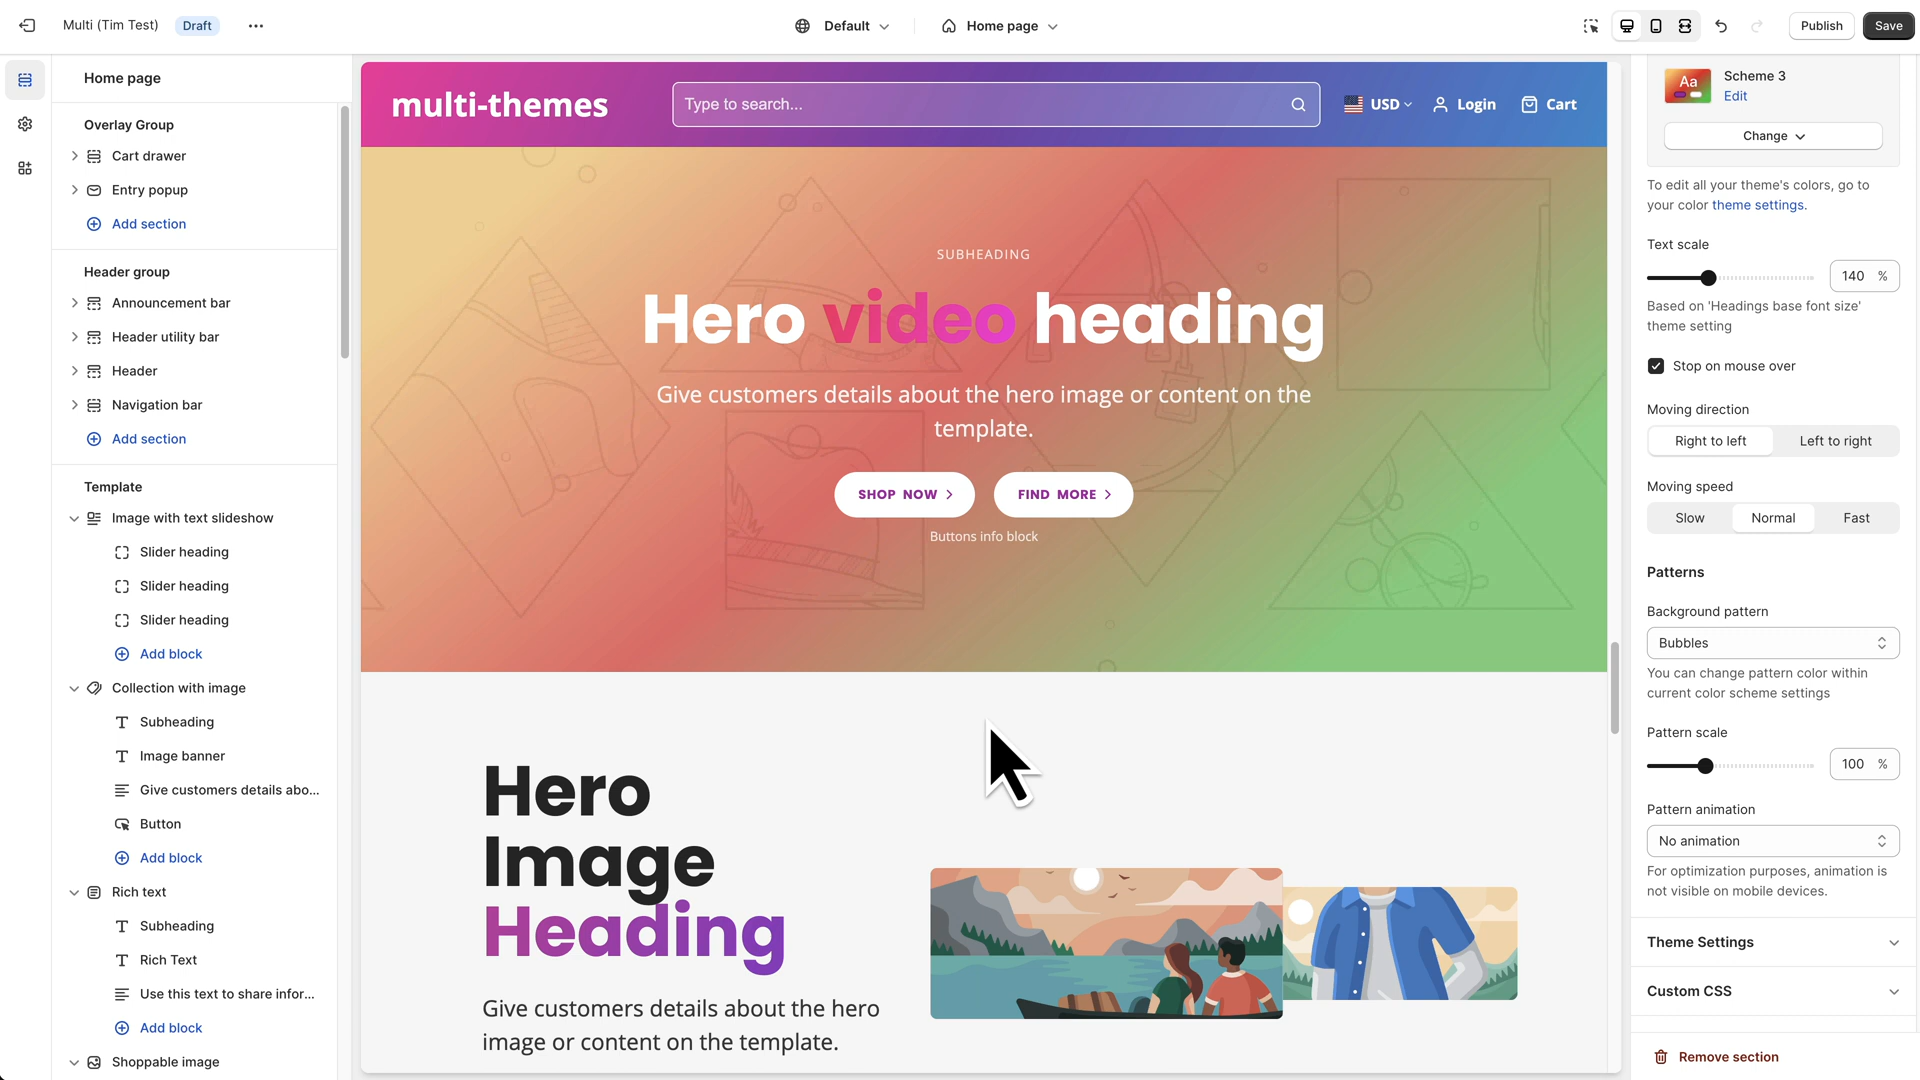 Multi (Tim Test)
Draft
Default
Home page
Publish
Save
Home page
Overlay Group
Cart drawer
Entry popup
Add section
Header group
Announcement bar
Header utility bar
Header
Navigation bar
Add section
Template
Image with text slideshow
Slider heading
Slider heading
Slider heading
Add block
Collection with image
Subheading
Image banner
Give customers details abo...
Button
Add block
Rich text
Subheading
Rich Text
Use this text to share infor...
Add block
Shoppable image
multi-themes
Type to search...
USD
Login
Cart
SUBHEADING
Hero video heading
Give customers details about the hero image or content on the
template.
SHOP NOW
FIND MORE
Buttons info block
Hero
Image
Heading
Give customers details about the hero
image or content on the template.
Aa
Scheme 3
Edit
Change
To edit all your theme's colors, go to
your color theme settings.
Text scale
140 %
Based on 'Headings base font size'
theme setting
Stop on mouse over
Moving direction
Right to left
Left to right
Moving speed
Slow
Normal
Fast
Patterns
Background pattern
Bubbles
You can change pattern color within
current color scheme settings
Pattern scale
100 %
Pattern animation
No animation
For optimization purposes, animation is
not visible on mobile devices.
Theme Settings
Custom CSS
Remove section